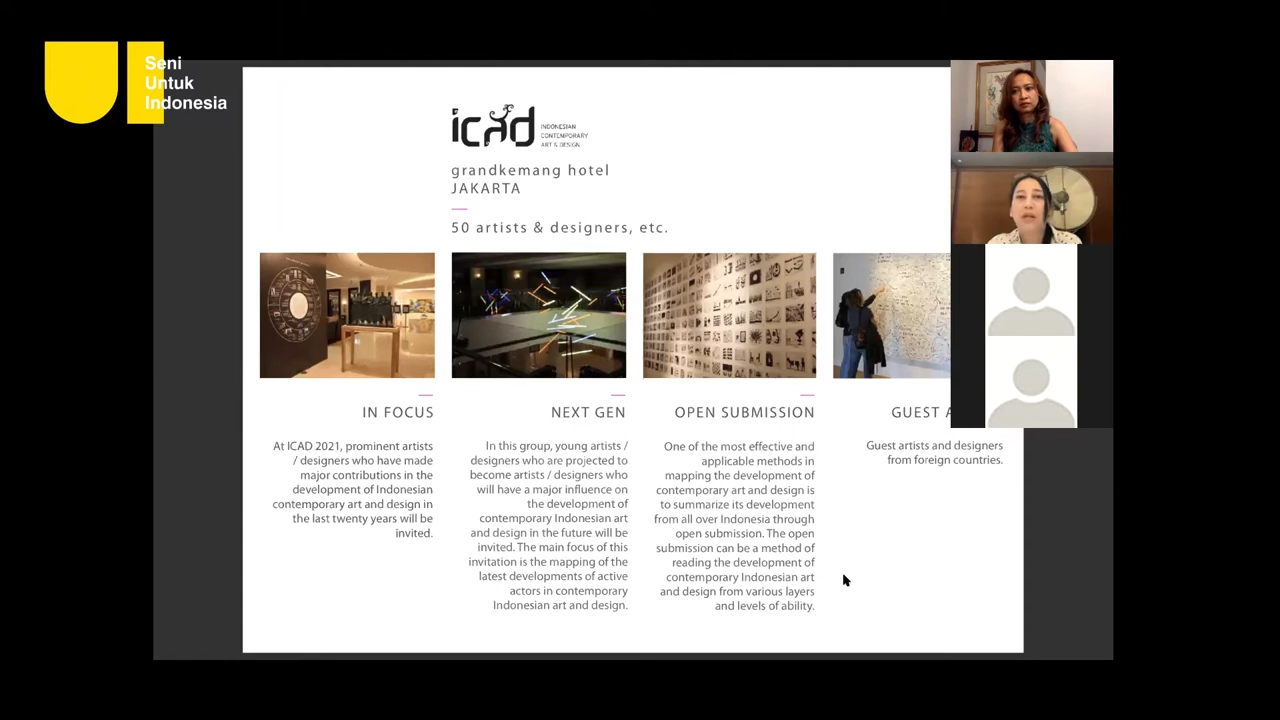 Seni
Untuk
Indonesia
icad
INDONESIAN
CONTEMPORARY
ART & DESIGN
grandkemang hotel
JAKARTA
50 artists & designers, etc.
IN FOCUS
At ICAD 2021, prominent artists
/ designers who have made
major contributions in the
development of Indonesian
contemporary art and design in
the last twenty years will be
invited.
NEXT GEN
In this group, young artists /
designers who are projected to
become artists / designers who
will have a major influence on
the development of
contemporary Indonesian art
and design in the future will be
invited. The main focus of this
invitation is the mapping of the
latest developments of active
actors in contemporary
Indonesian art and design.
OPEN SUBMISSION
One of the most effective and
applicable methods in
mapping the development of
contemporary art and design is
to summarize its development
from all over Indonesia through
open submission. The open
submission can be a method of
reading the development of
contemporary Indonesian art
and design from various layers
and levels of ability.
GUEST A
Guest artists and designers
from foreign countries.